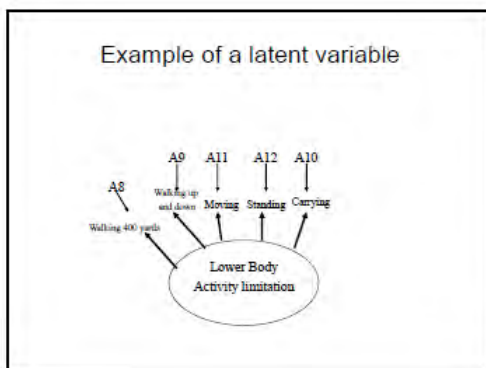 Example of a latent variable
A9 A11 A12 A10
A8
Walking up
and down
Moving Standing Carrying
Walking 400 yards
Lower Body
Activity limitation